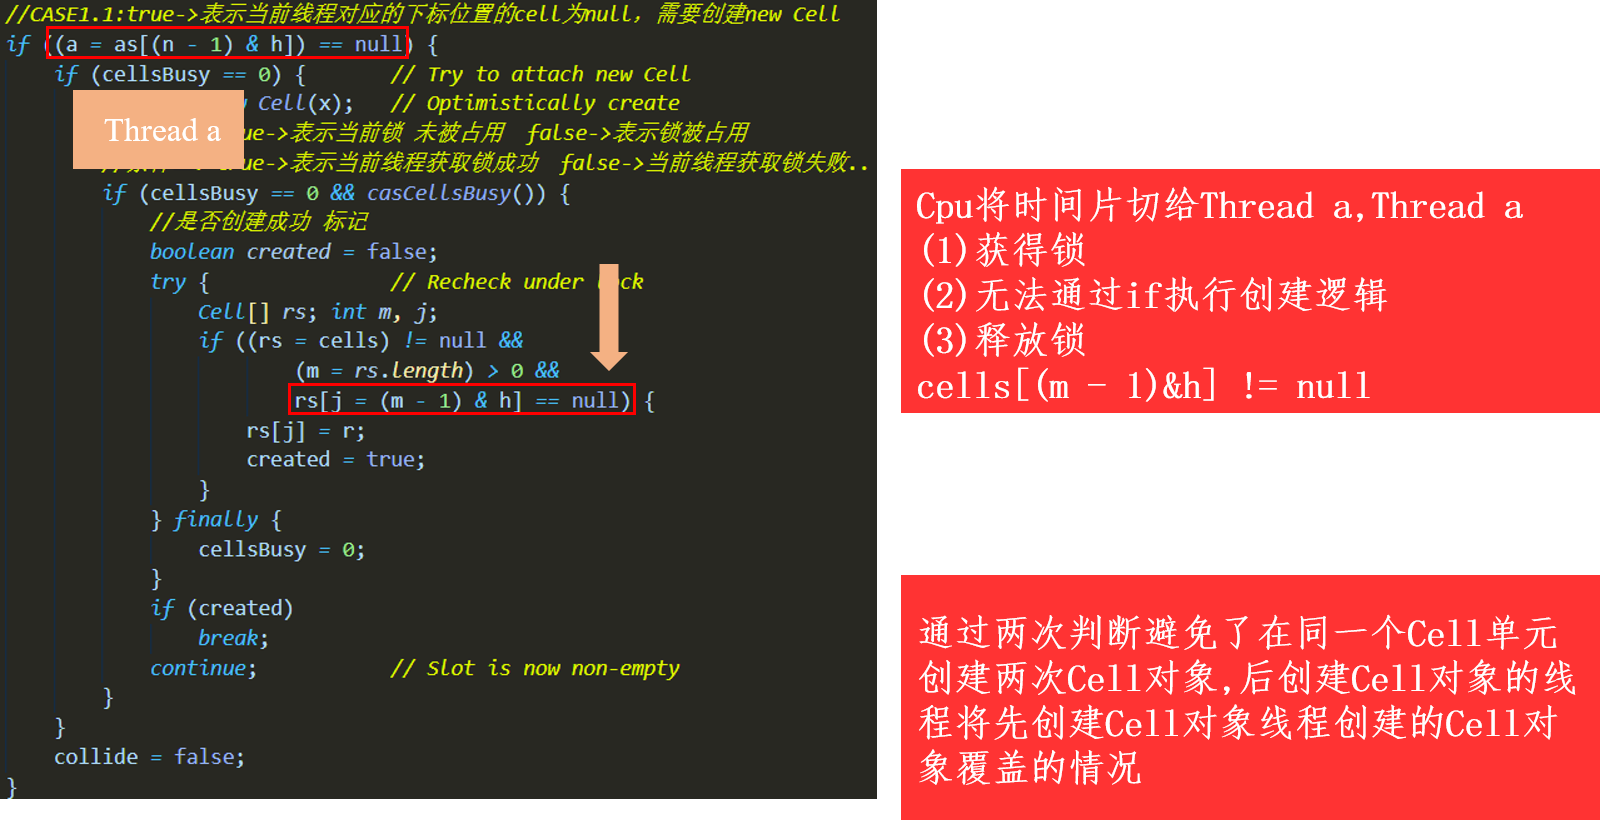 //CASE1.1:true->表示当前线程对应的下标位置的cell为null，需要创建new Cell
if ((a = as[(n - 1) & h]) == null) {
if (cellsBusy == 0) {       // Try to attach new Cell
Cell(x);   // Optimistically create
Thread a
ue->表示当前锁 未被占用  false->表示锁被占用
ue->表示当前线程获取锁成功  false->当前线程获取锁失败..
if (cellsBusy == 0 && casCellsBusy()) {
//是否创建成功 标记
boolean created = false;
try {               // Recheck under
Cell[] rs; int m, j;
if ((rs = cells) != null &&
(m = rs.length) > 0 &&
rs[j = (m - 1) & h] == null) {
rs[j] = r;
created = true;
}
} finally {
cellsBusy = 0;
}
if (created)
break;
continue;           // Slot is now non-empty
}
}
collide = false;
}
Cpu将时间片切给Thread a,Thread a
(1)获得锁
(2)无法通过if执行创建逻辑
(3)释放锁
cells[(m - 1)&h] != null
通过两次判断避免了在同一个Cell单元
创建两次Cell对象,后创建Cell对象的线
程将先创建Cell对象线程创建的Cell对
象覆盖的情况